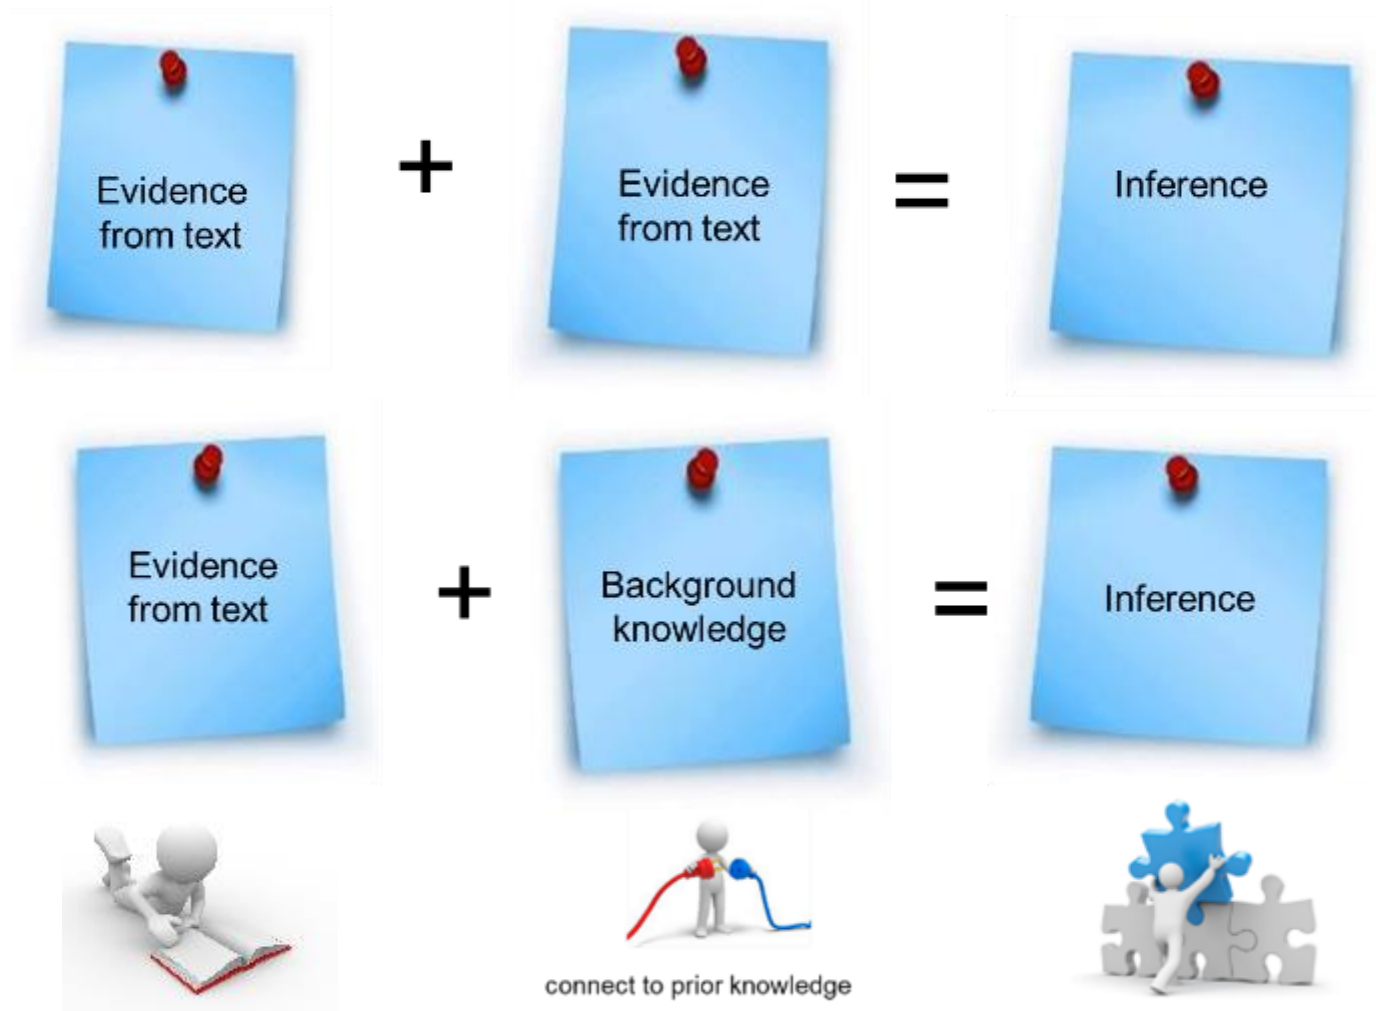 Evidence
from text
+
Evidence
from text
=
Inference
Evidence
from text
+
Background
knowledge
=
Inference
connect to prior knowledge